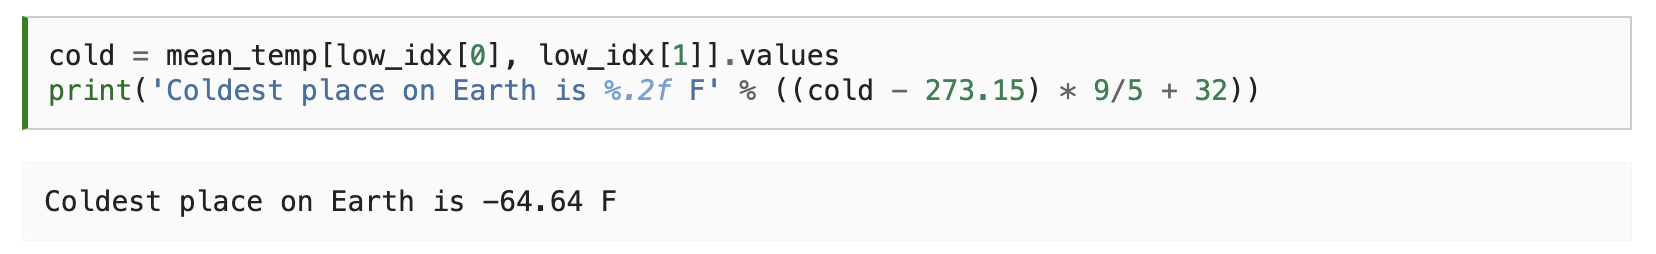 cold = mean_temp[low_idx[0], low_idx[1]].values
print('Coldest place on Earth is %.2f F' % ((cold - 273.15) * 9/5 + 32))
Coldest place on Earth is -64.64 F